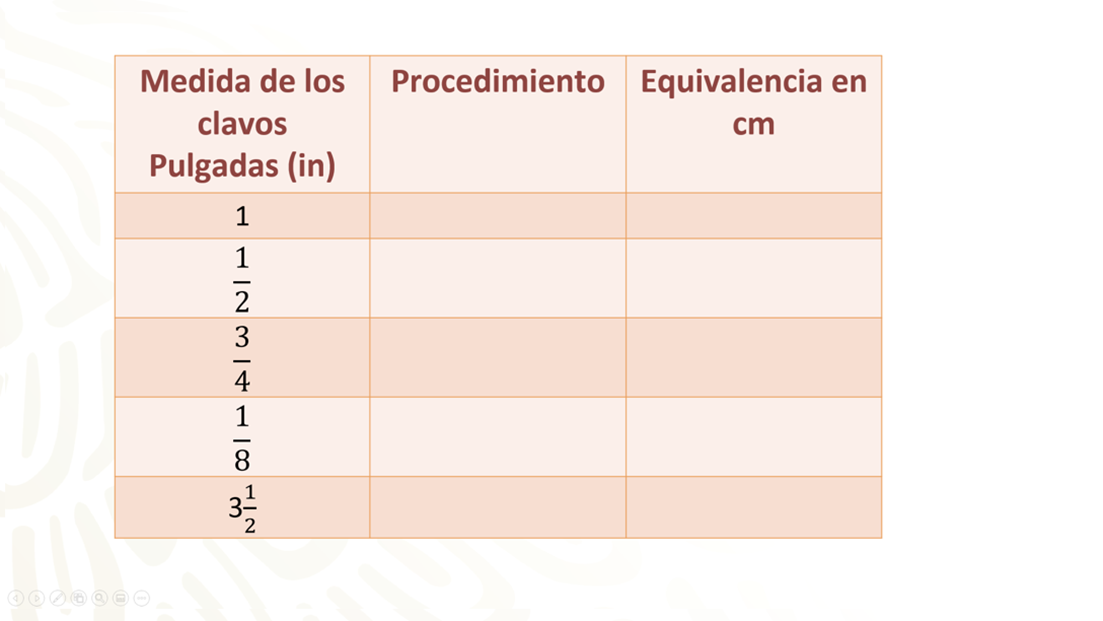 Medida de los
clavos
Pulgadas (in)
Procedimiento
Equivalencia en
cm
1
1/2
3/4
1/8
3 1/2